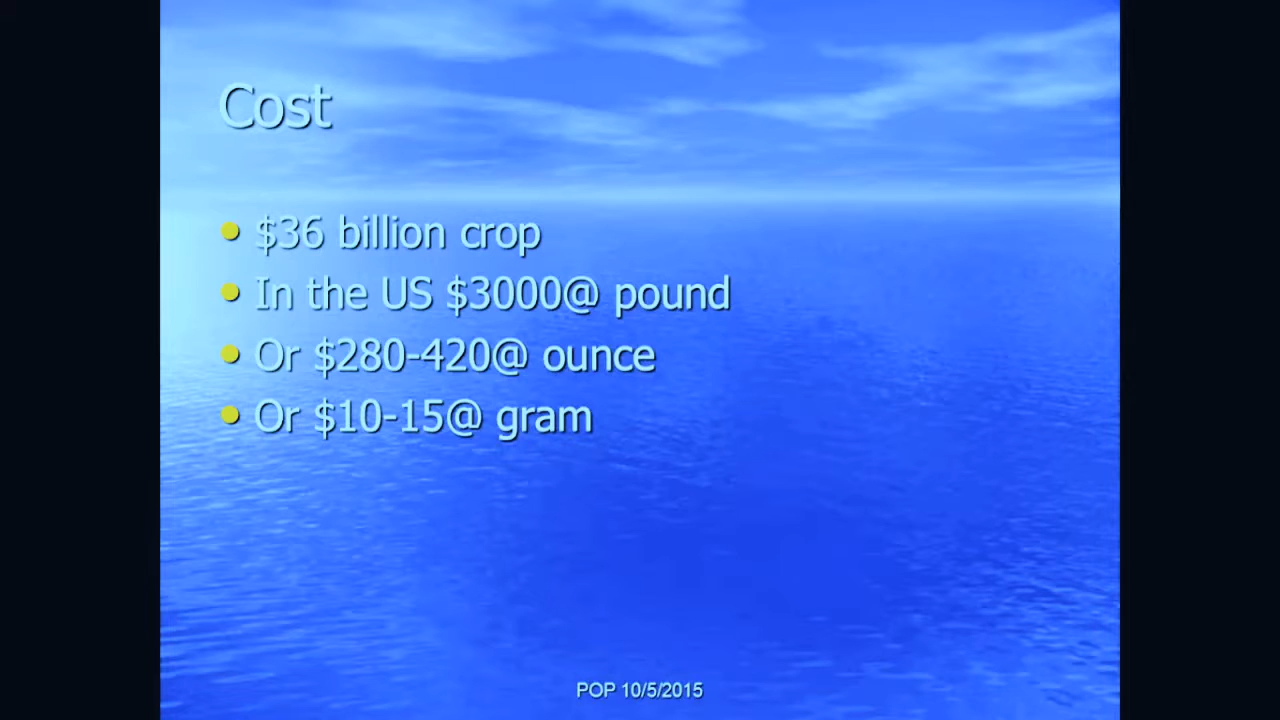 Cost
• $36 billion crop
• In the US $3000@ pound
• Or $280-420@ ounce
• Or $10-15@ gram
POP 10/5/2015